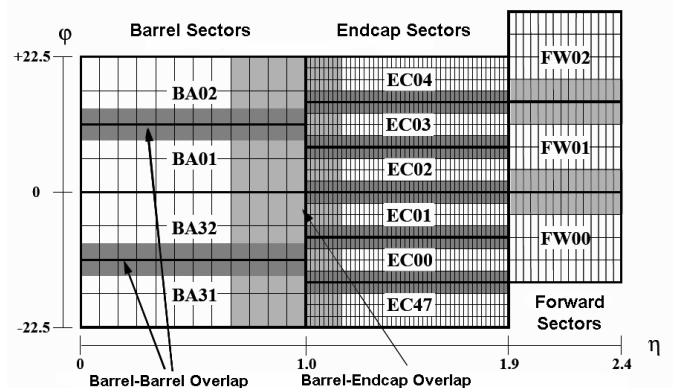 φ
Barrel Sectors
Endcap Sectors
+22.5
BA02
EC04
FW02
EC03
BA01
FW01
EC02
0
EC01
BA32
FW00
EC00
BA31
EC47
Forward
Sectors
-22.5
η
0
1.0
1.9
2.4
Barrel-Barrel Overlap
Barrel-Endcap Overlap